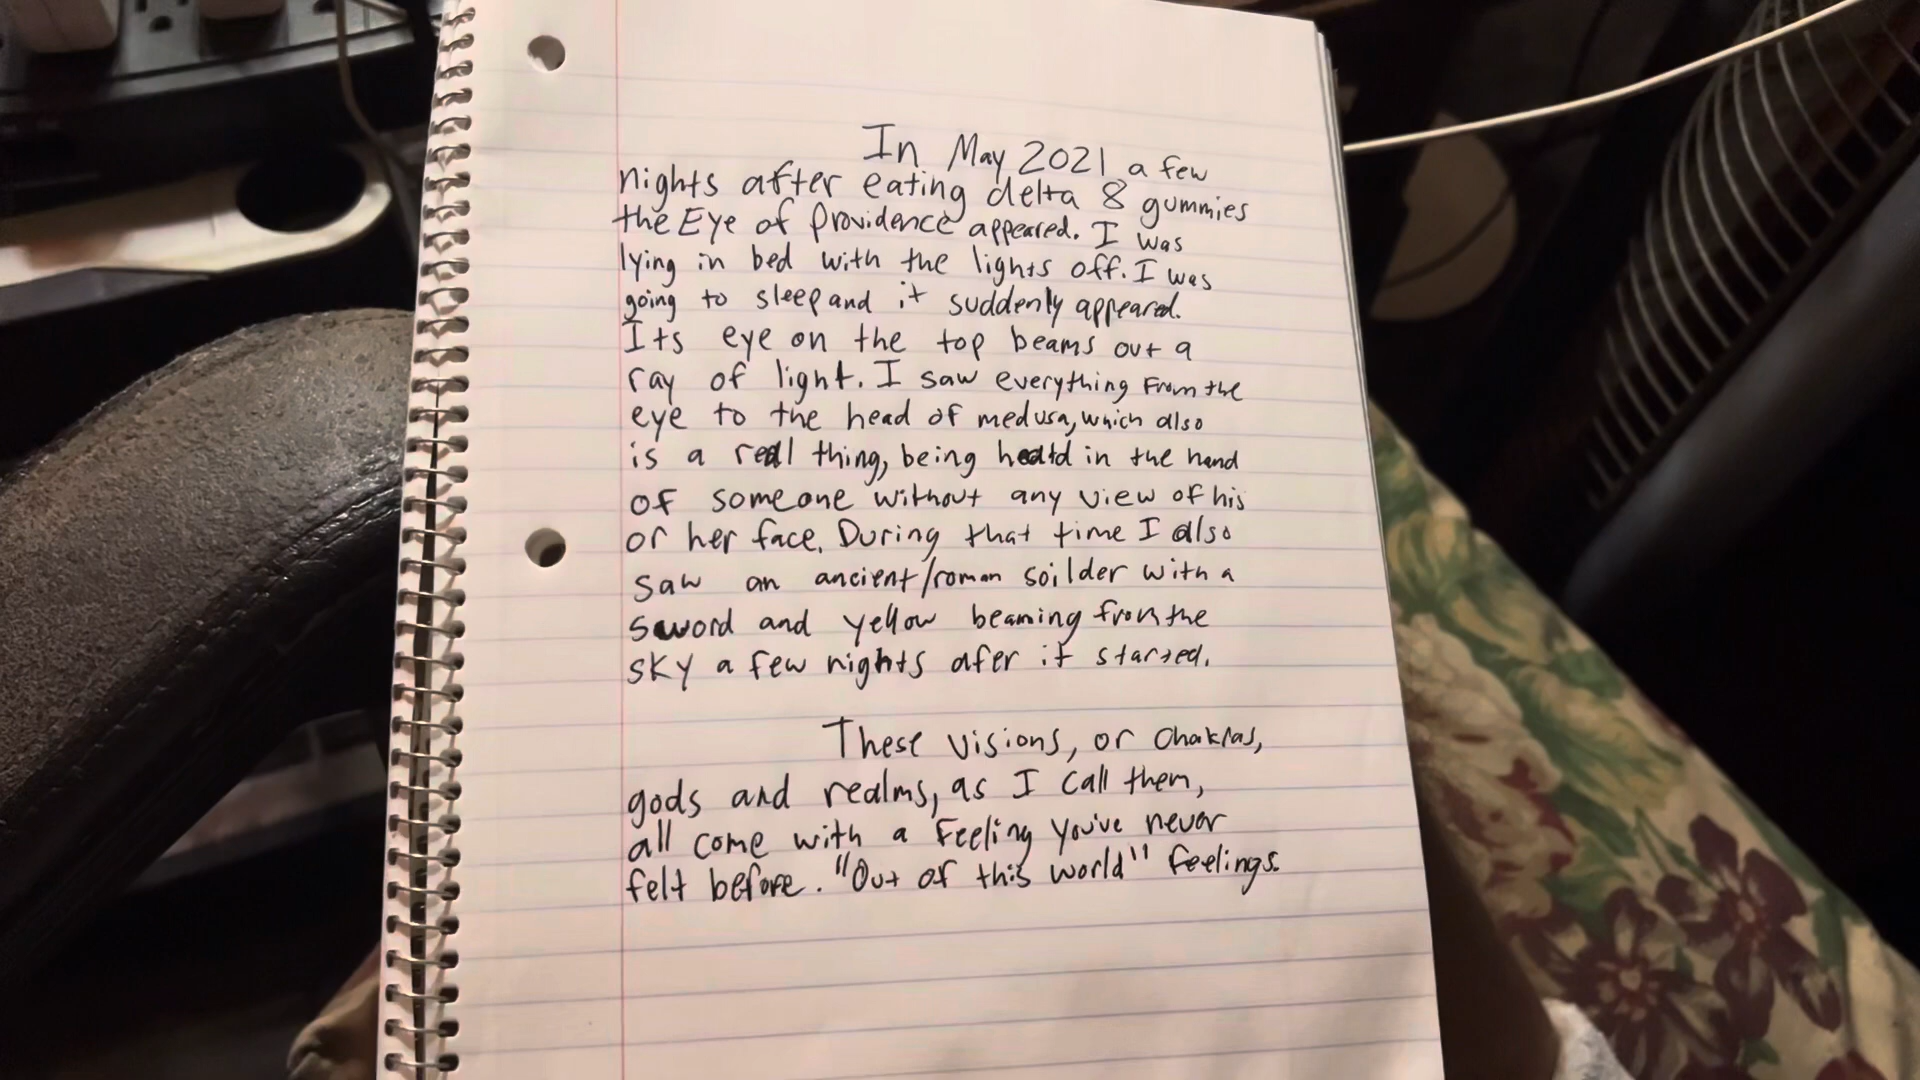 In May 2021 a few
nights after eating delta 8 gummies
the Eye of Providence appeared. I was
lying in bed with the lights off. I was
going to sleep and it suddenly appeared.
Its eye on the top beams out a
ray of light. I saw everything from the
eye to the head of medusa, which also
is a real thing, being in the hand
of someone without any view of his
or her face. During that time I also
saw an ancient/roman soilder with a
sword and yellow beaming from the
sky a few nights afer it started.
These visions, or chakras,
gods and realms, as I call them,
all come with a feeling you've never
felt before. "Out of this world" feelings.